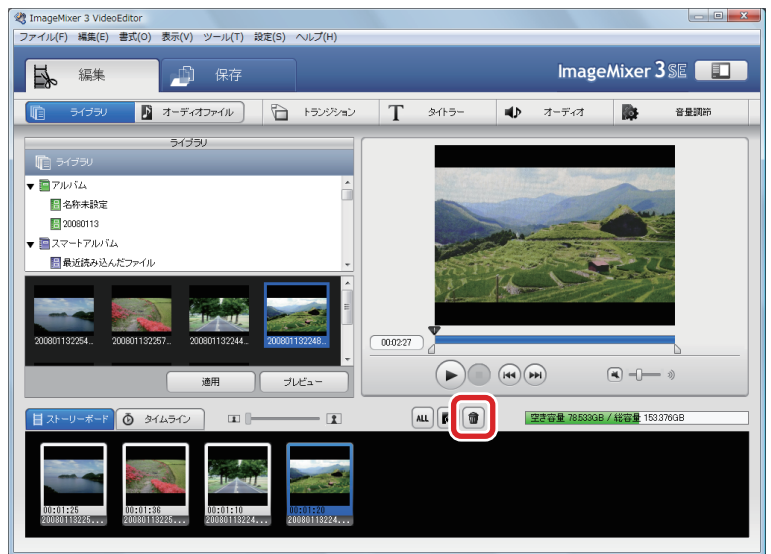 ImageMixer 3 VideoEditor
ファイル(F) 編集(E) 書式(O) 表示(V) ツール(T) 設定(S) ヘルプ(H)
編集 保存 ImageMixer 3 SE
ライブラリ オーディオファイル トランジション T タイトラー オーディオ 音量調節
ライブラリ
ライブラリ
アルバム
名称未設定
20080113
スマートアルバム
最近読み込んだファイル
200801132254... 200801132257... 200801132244... 200801132248...
00:02:27
適用 プレビュー
ストーリーボード タイムライン ALL 空き容量 78.533GB / 総容量 153.376GB
00:01:25 00:01:36 00:01:10 00:01:20
20080113225... 20080113225... 20080113224... 20080113224...